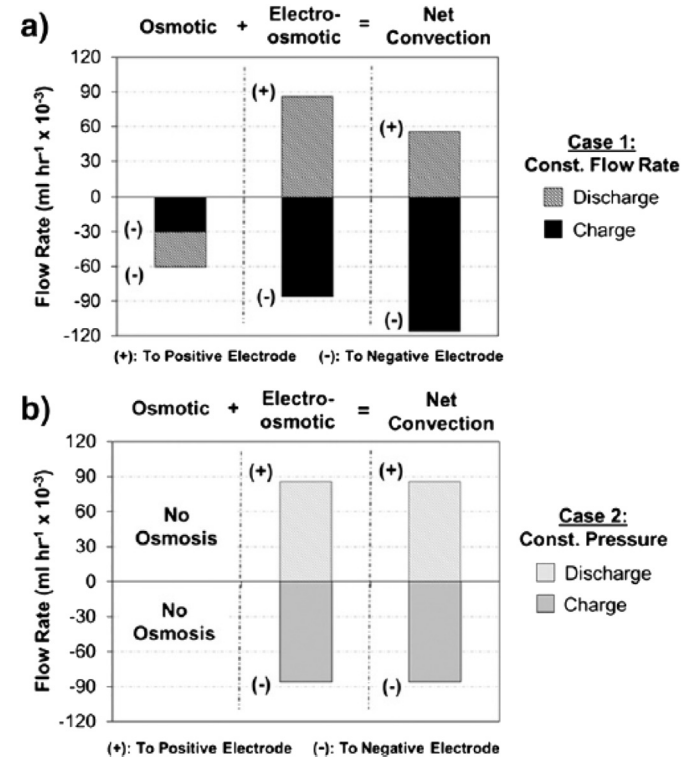 a)
Osmotic + Electro-osmotic = Net Convection
Flow Rate (ml hr⁻¹ x 10⁻³)
120
90
60
30
0
-30
-60
-90
-120
(-)
(-)
(+)
(-)
(+)
(-)
Case 1:
Const. Flow Rate
Discharge
Charge
(+): To Positive Electrode (-): To Negative Electrode
b)
Osmotic + Electro-osmotic = Net Convection
Flow Rate (ml hr⁻¹ x 10⁻³)
120
90
60
30
0
-30
-60
-90
-120
No
Osmosis
No
Osmosis
(+)
(-)
(+)
(-)
Case 2:
Const. Pressure
Discharge
Charge
(+): To Positive Electrode (-): To Negative Electrode